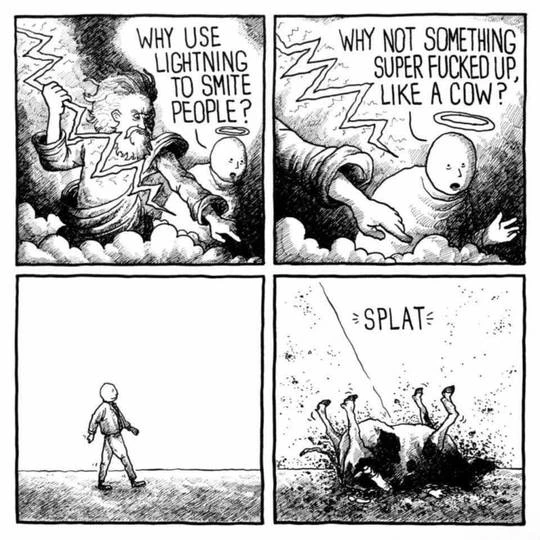 WHY USE
LIGHTNING
TO SMITE
PEOPLE?
WHY NOT SOMETHING
SUPER FUCKED UP,
LIKE A COW?
SPLAT